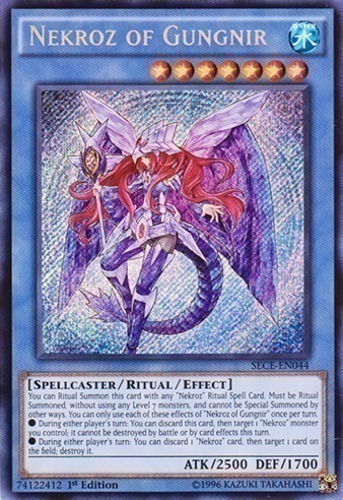 NEKROZ OF GUNGNIR
WATER
水
SECE-EN044
[SPELLCASTER/RITUAL/EFFECT]
You can Ritual Summon this card with any "Nekroz" Ritual Spell Card. Must be Ritual
Summoned, without using any Level 7 monsters, and cannot be Special Summoned by
other ways. You can only use each of these effects of "Nekroz of Gungnir" once per turn.
● During either player's turn: You can discard this card, then target 1 "Nekroz" monster
you control; it cannot be destroyed by battle or by card effects this turn.
● During either player's turn: You can discard 1 "Nekroz" card, then target 1 card on
the field; destroy it.
ATK/2500 DEF/1700
74122412 1st Edition ©1996 KAZUKI TAKAHASHI